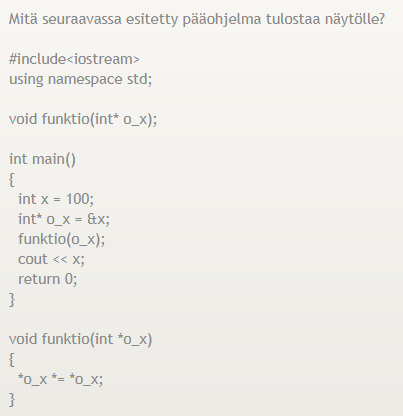 Mitä seuraavassa esitetty pääohjelma tulostaa näytölle?
#include<iostream>
using namespace std;
void funktio(int* o_x);
int main()
{
int x = 100;
int* o_x = &x;
funktio(o_x);
cout << x;
return 0;
}
void funktio(int *o_x)
{
*o_x *= *o_x;
}